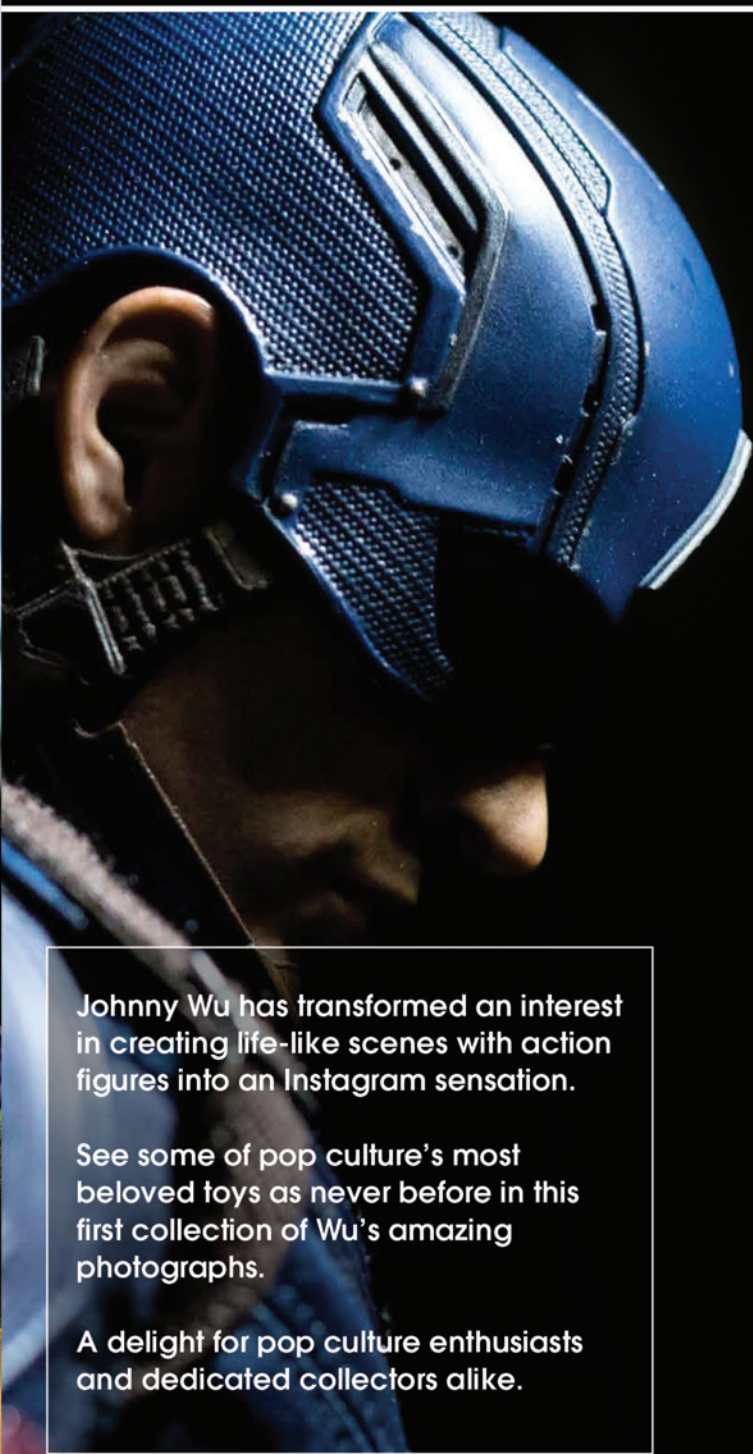 Johnny Wu has transformed an interest
in creating life-like scenes with action
figures into an Instagram sensation.
See some of pop culture’s most
beloved toys as never before in this
first collection of Wu’s amazing
photographs.
A delight for pop culture enthusiasts
and dedicated collectors alike.